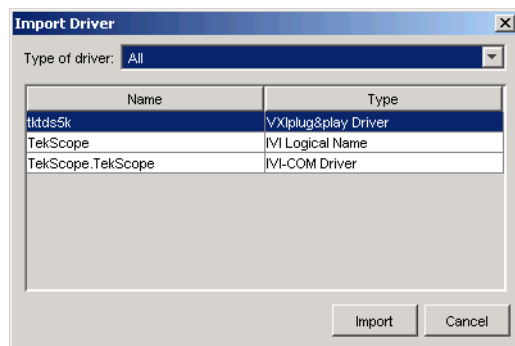 Import Driver
Type of driver: All
Name Type
tktds5k VXIplug&play Driver
TekScope IVI Logical Name
TekScope.TekScope IVI-COM Driver
Import Cancel